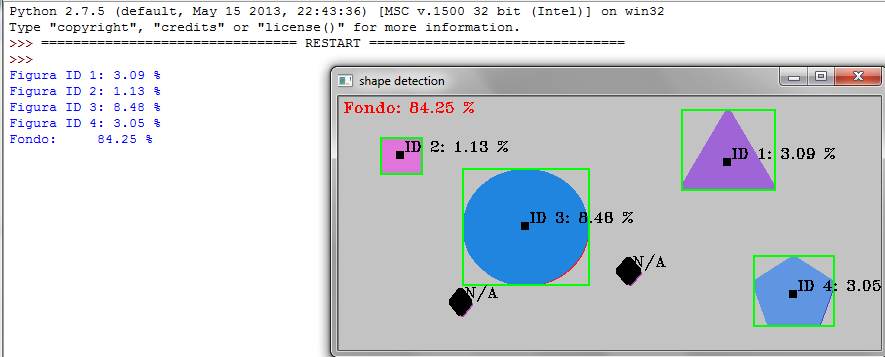 Python 2.7.5 (default, May 15 2013, 22:43:36) [MSC v.1500 32 bit (Intel)] on win32
Type "copyright", "credits" or "license()" for more information.
>>> ================================ RESTART ================================
>>>
Figura ID 1: 3.09 %
Figura ID 2: 1.13 %
Figura ID 3: 8.48 %
Figura ID 4: 3.05 %
Fondo: 84.25 %
shape detection
Fondo: 84.25 %
ID 2: 1.13 %
ID 1: 3.09 %
ID 3: 8.48 %
N/A
ID 4: 3.05
N/A